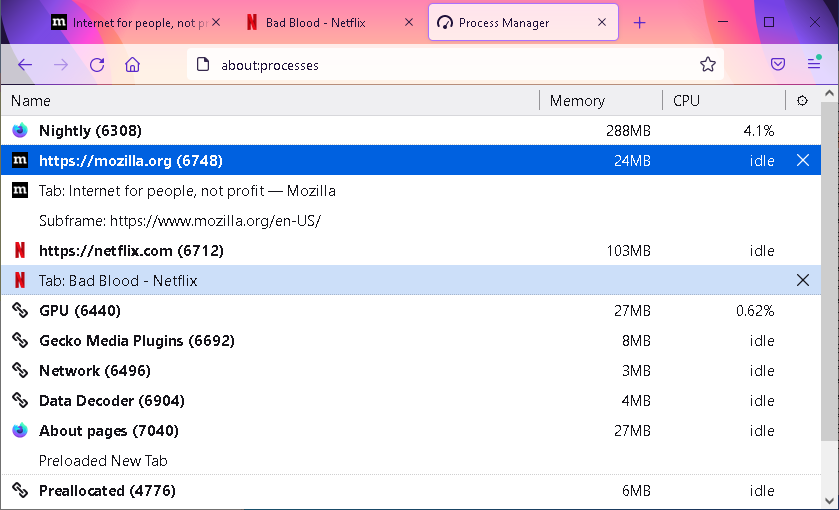 Internet for people, not pr
Bad Blood - Netflix
Process Manager
about:processes
Name Memory CPU
Nightly (6308) 288MB 4.1%
m https://mozilla.org (6748) 24MB idle
m Tab: Internet for people, not profit — Mozilla
Subframe: https://www.mozilla.org/en-US/
N https://netflix.com (6712) 103MB idle
N Tab: Bad Blood - Netflix
GPU (6440) 27MB 0.62%
Gecko Media Plugins (6692) 8MB idle
Network (6496) 3MB idle
Data Decoder (6904) 4MB idle
About pages (7040) 27MB idle
Preloaded New Tab
Preallocated (4776) 6MB idle